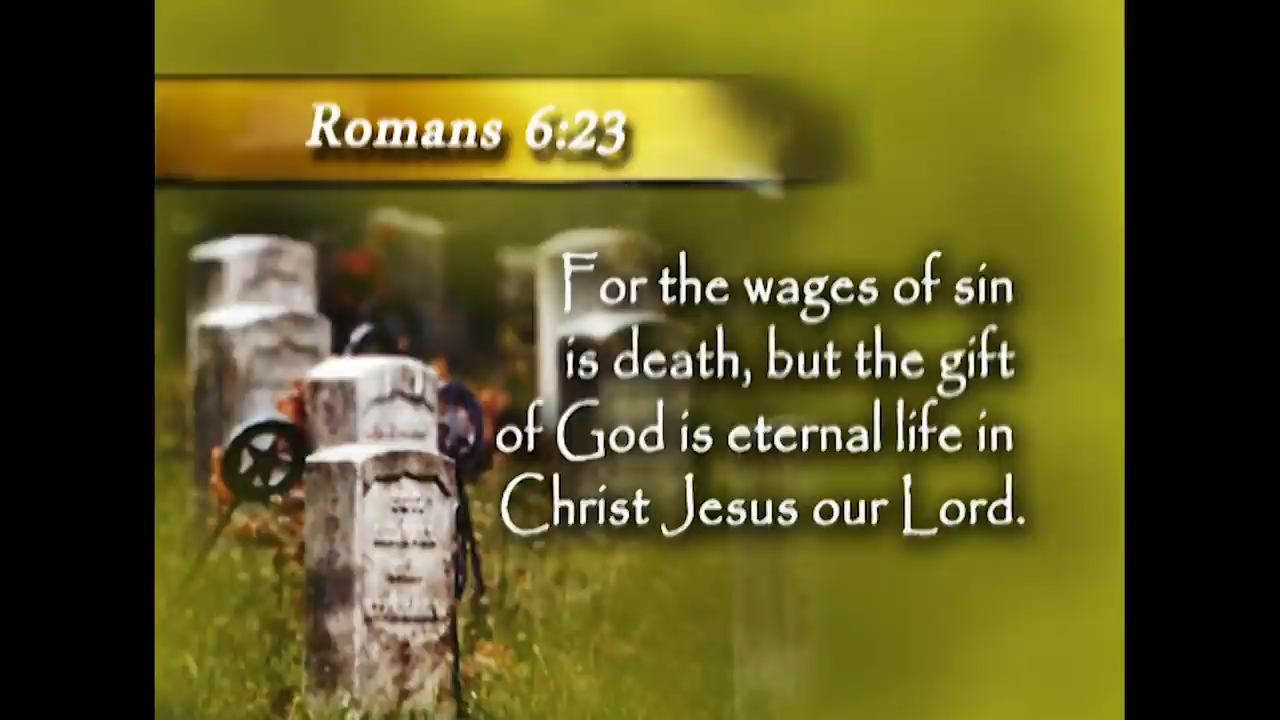 Romans 6:23
For the wages of sin
is death, but the gift
of God is eternal life in
Christ Jesus our Lord.